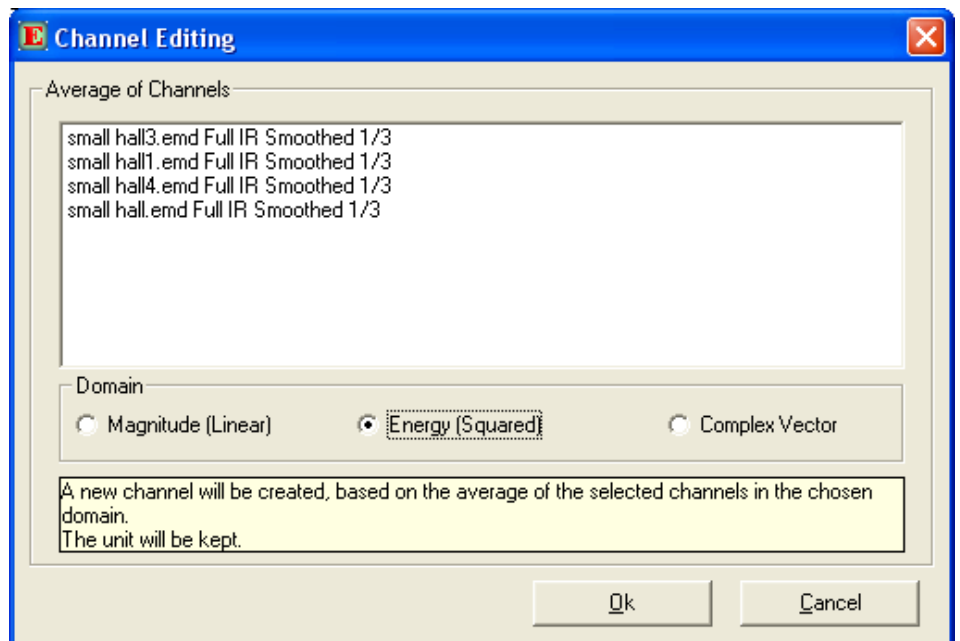 E Channel Editing
Average of Channels
small hall3.emd Full IR Smoothed 1/3
small hall1.emd Full IR Smoothed 1/3
small hall4.emd Full IR Smoothed 1/3
small hall.emd Full IR Smoothed 1/3
Domain
Magnitude (Linear) Energy (Squared) Complex Vector
A new channel will be created, based on the average of the selected channels in the chosen
domain.
The unit will be kept.
Ok Cancel